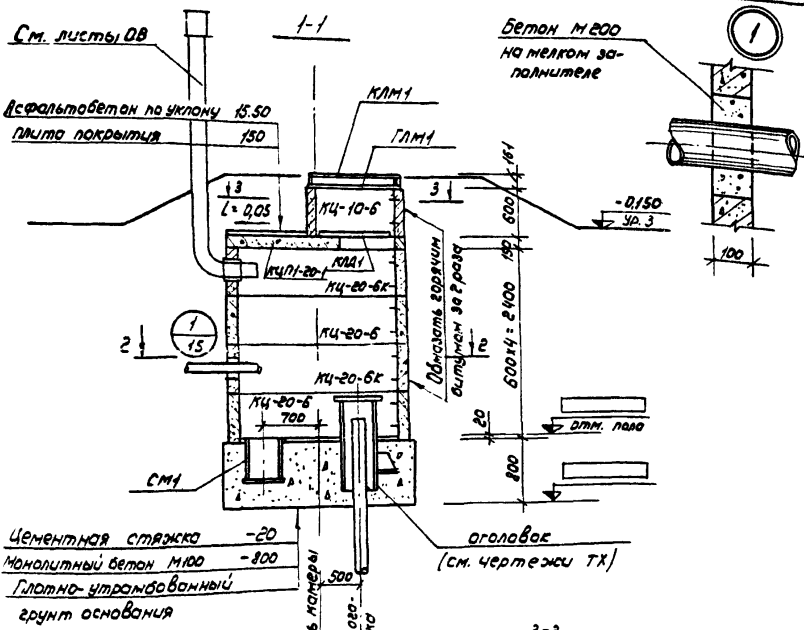 См. листы ОВ
1-1
Бетон М200
на мелком за-
полнителе
1
Асфальтобетон по уклону 15.50
плита покрытия 150
КЛМ1
ГЛМ1
3
3
i = 0,05
КЦ-10-6
КЦП1-20-1
КЛД1
КЦ-20-6К
КЦ-20-6
КЦ-20-6К
КЦ-20-6
700
1
15
2
2
Обмазать горячим
битумом за 2 раза
161
600
150
600х4=2400
20
800
-0,150
УР. 3
100
отм. пола
СМ1
Цементная стяжка -20
Монолитный бетон М100 -800
Плотно-утрамбованный
грунт основания
500
оголовок
(см. чертежи ТХ)
камеры